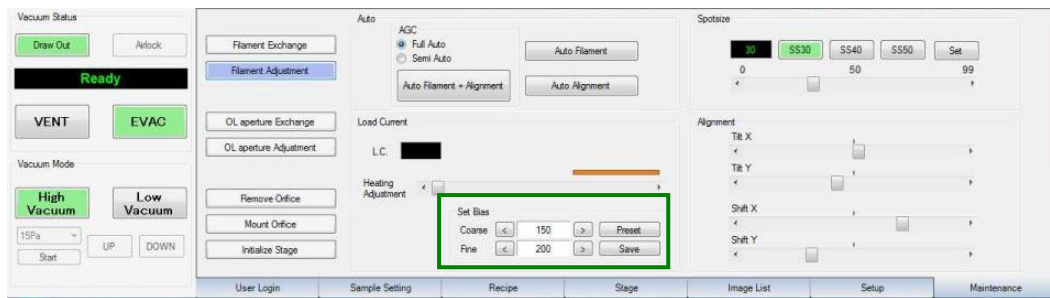 Vacuum Status
Draw Out
Airlock
Ready
VENT
EVAC
Vacuum Mode
High Vacuum
Low Vacuum
15Pa
UP
DOWN
Start
Filament Exchange
Filament Adjustment
OL aperture Exchange
OL aperture Adjustment
Remove Orifice
Mount Orifice
Initialize Stage
Auto
AGC
Full Auto
Semi Auto
Auto Filament + Alignment
Auto Filament
Auto Alignment
Load Current
L.C.
Heating Adjustment
Set Bias
Coarse < 150 > Preset
Fine < 200 > Save
Spotsize
30 SS30 SS40 SS50 Set
0 50 99
Alignment
Tilt X
Tilt Y
Shift X
Shift Y
User Login Sample Setting Recipe Stage Image List Setup Maintenance